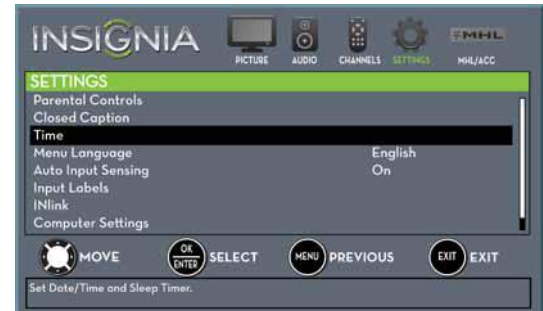 INSIGNIA
PICTURE AUDIO CHANNELS SETTINGS MHL MHL/ACC
SETTINGS
Parental Controls
Closed Caption
Time
Menu Language English
Auto Input Sensing On
Input Labels
INlink
Computer Settings
MOVE OK ENTER SELECT MENU PREVIOUS EXIT EXIT
Set Date/Time and Sleep Timer.